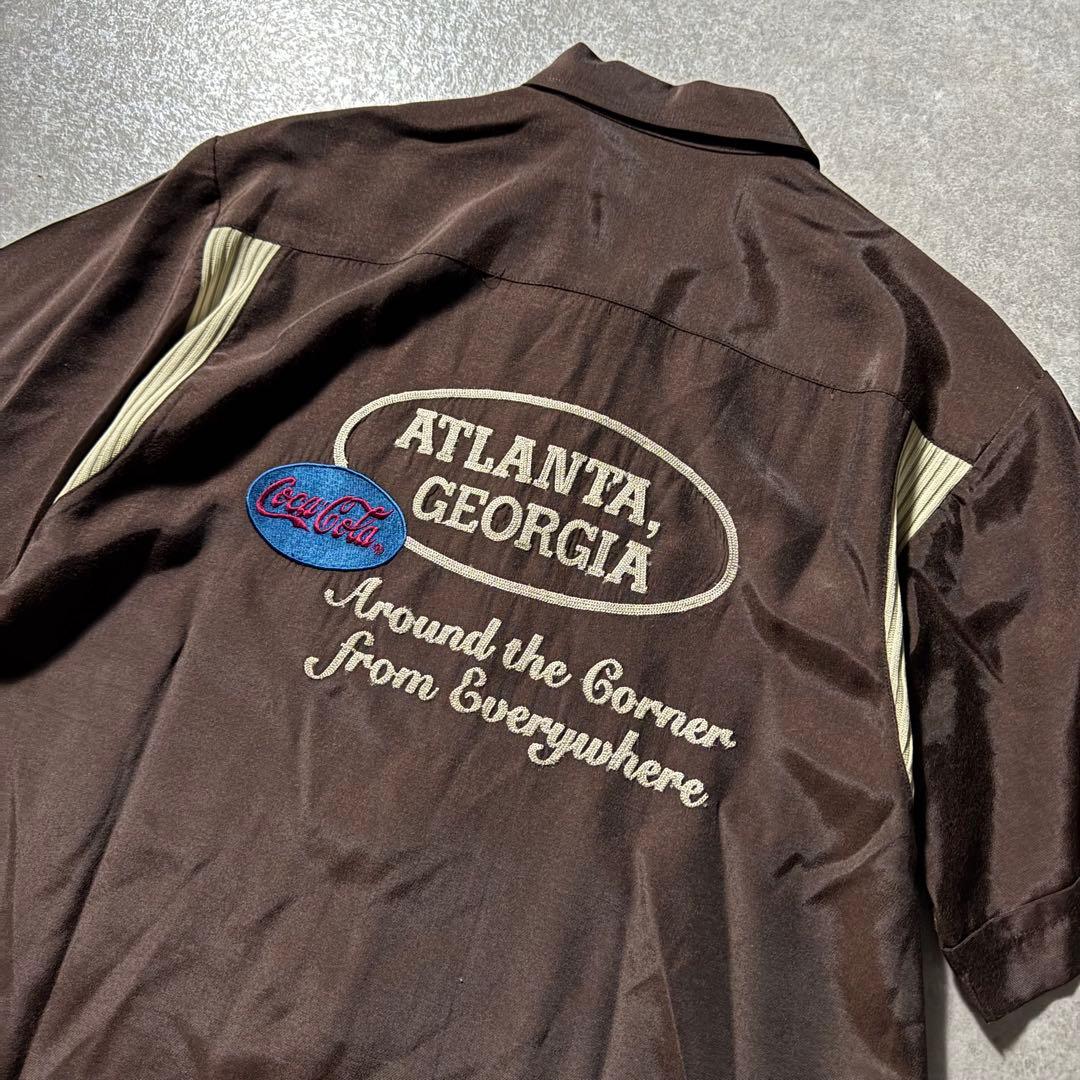 ATLANTA,
GEORGIA
Coca-Cola®
Around the Corner
from Everywhere